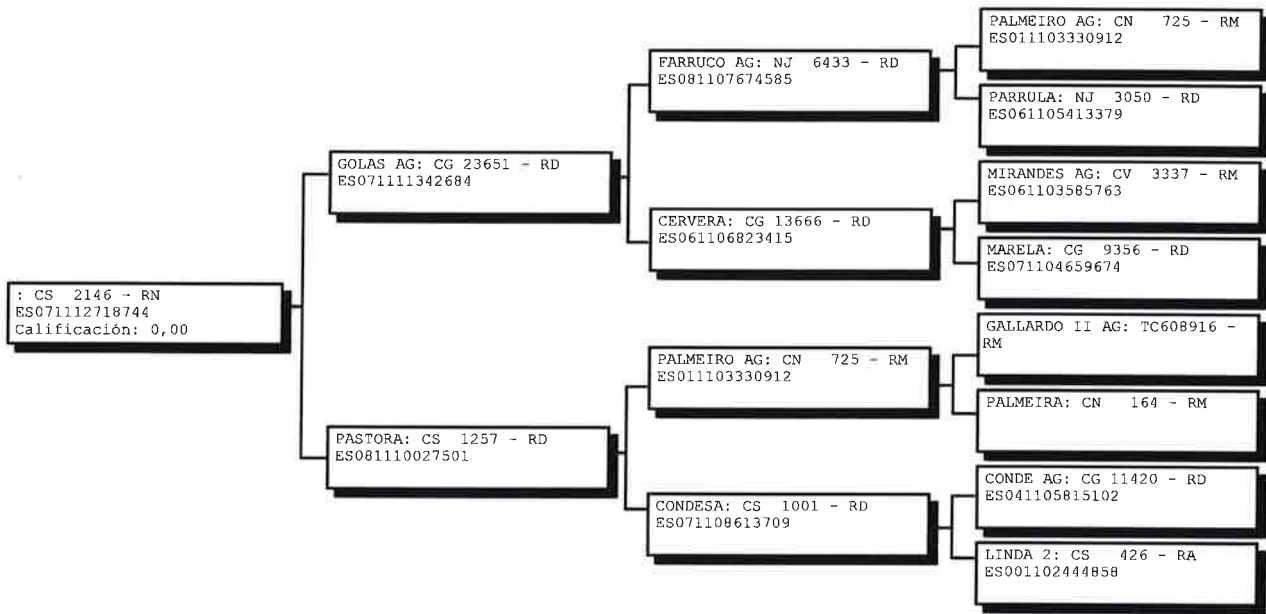 PALMEIRO AG: CN 725 - RM
ES011103330912
FARRUCO AG: NJ 6433 - RD
ES081107674585
PARRULA: NJ 3050 - RD
ES061105413379
GOLAS AG: CG 23651 - RD
ES071111342684
MIRANDES AG: CV 3337 - RM
ES061103585763
CERVERA: CG 13666 - RD
ES061106823415
MARELA: CG 9356 - RD
ES071104659674
: CS 2146 - RN
ES071112718744
Calificación: 0,00
GALLARDO II AG: TC608916 -
RM
PALMEIRO AG: CN 725 - RM
ES011103330912
PALMEIRA: CN 164 - RM
PASTORA: CS 1257 - RD
ES081110027501
CONDE AG: CG 11420 - RD
ES041105815102
CONDESA: CS 1001 - RD
ES071108613709
LINDA 2: CS 426 - RA
ES001102444858